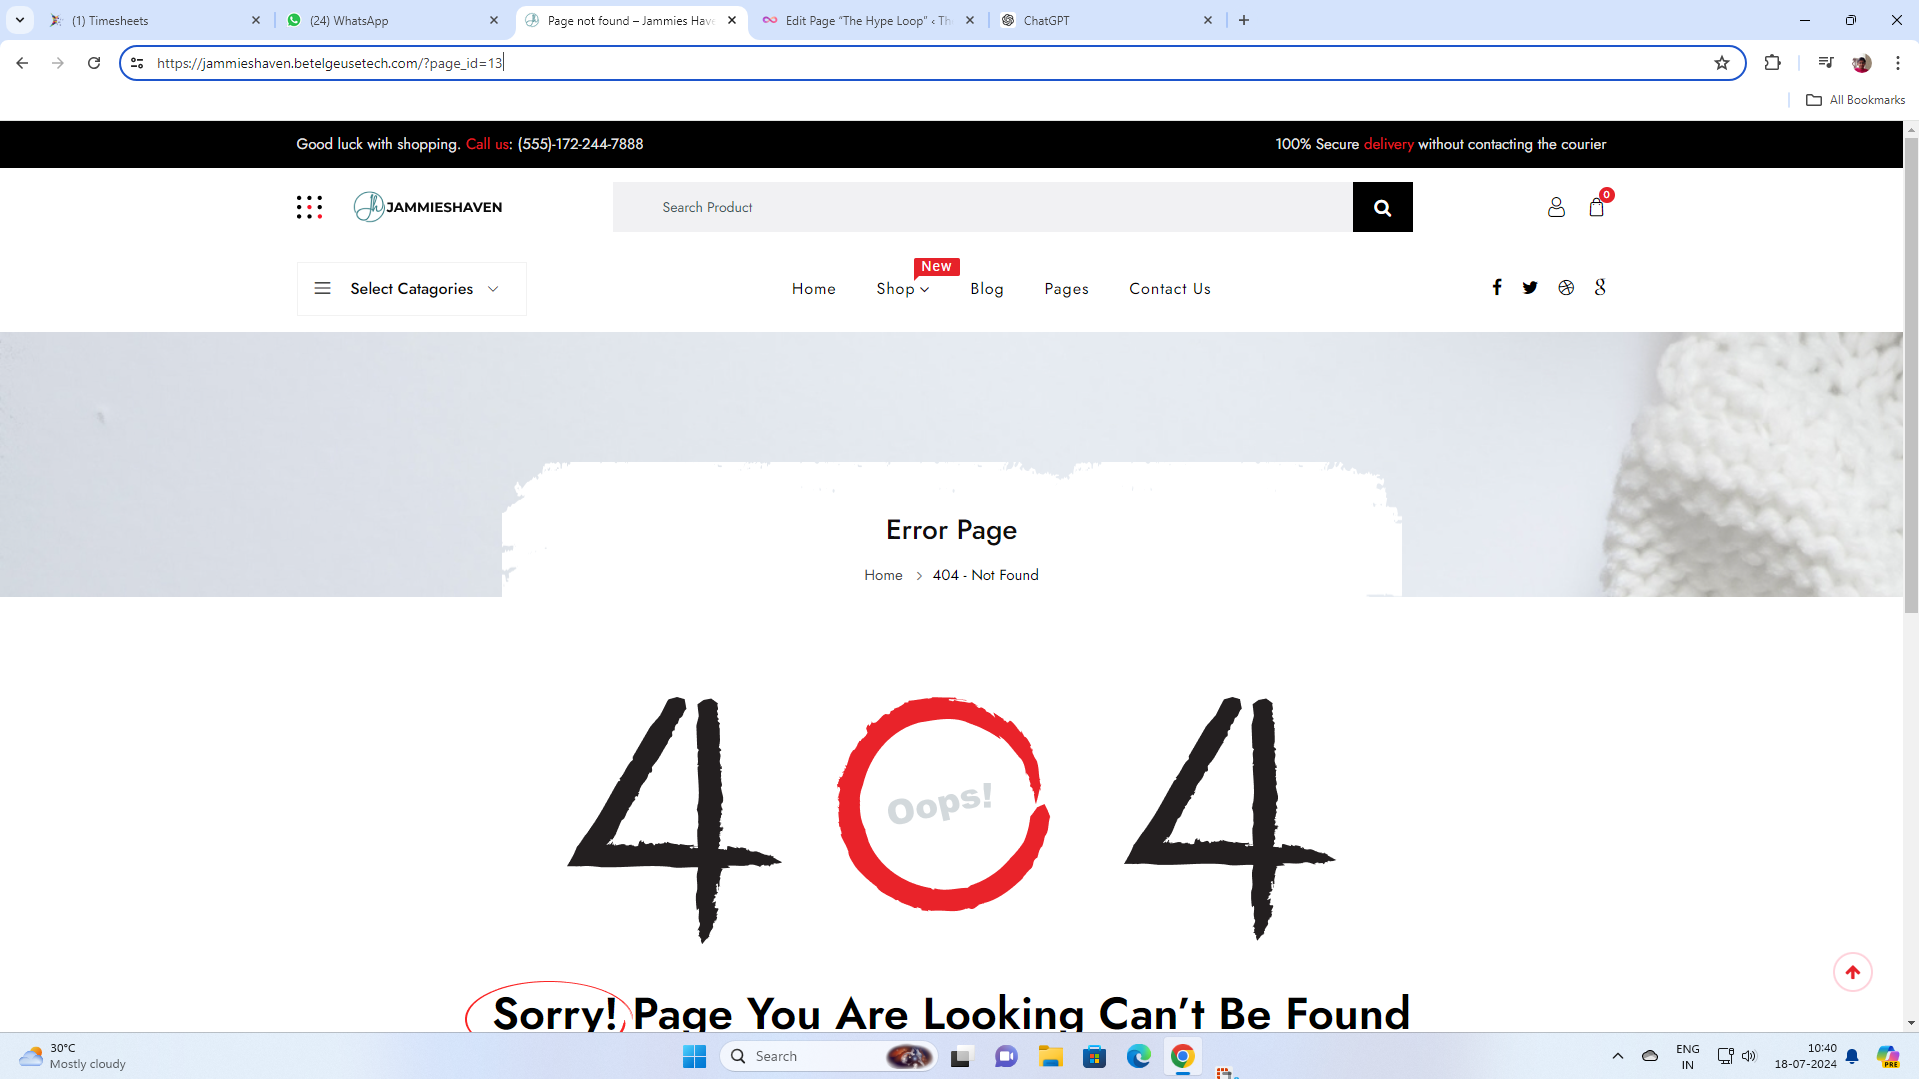 (1) Timesheets
(24) WhatsApp
Page not found – Jammies Hav
Edit Page “The Hype Loop” ‹ Th
ChatGPT
https://jammieshaven.betelgeusetech.com/?page_id=13
All Bookmarks
Good luck with shopping. Call us: (555)-172-244-7888
100% Secure delivery without contacting the courier
jh JAMMIESHAVEN
Search Product
0
New
Select Catagories
Home
Shop
Blog
Pages
Contact Us
Error Page
Home > 404 - Not Found
4 0 4
Oops!
Sorry! Page You Are Looking Can’t Be Found
30°C
Mostly cloudy
Search
ENG
IN
10:40
18-07-2024
PRE